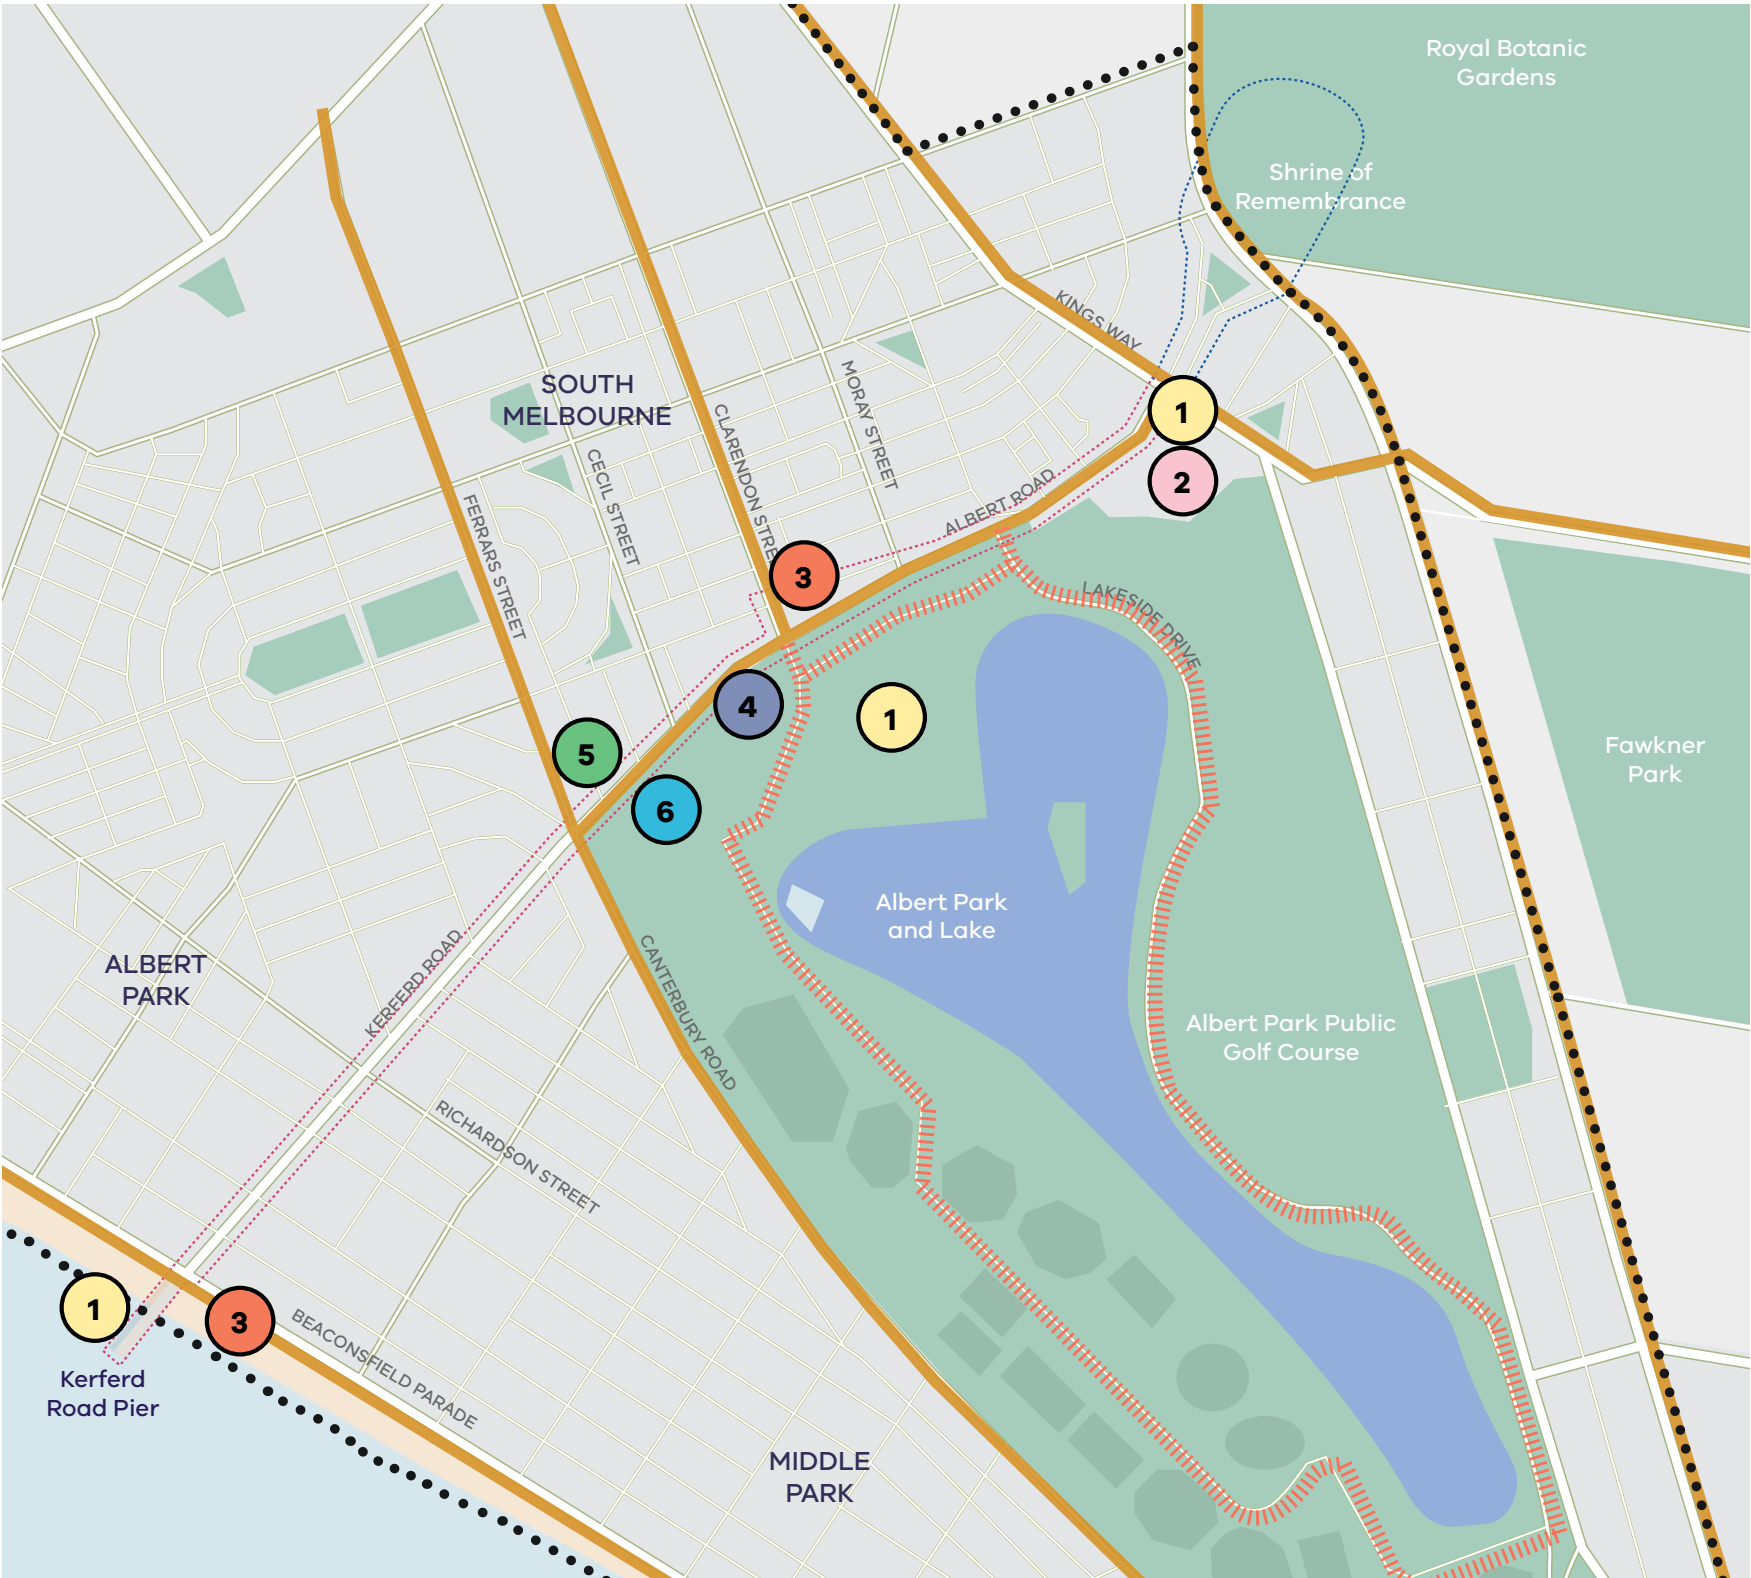 Royal Botanic
Gardens
Shrine of
Remembrance
KINGS WAY
1
2
SOUTH
MELBOURNE
MORAY STREET
CLARENDON STREE
CECIL STREET
FERRARS STREET
ALBERT ROAD
3
LAKESIDE DRIVE
4
1
5
6
Fawkner
Park
Albert Park
and Lake
ALBERT
PARK
KERFERD ROAD
CANTERBURY ROAD
Albert Park Public
Golf Course
RICHARDSON STREET
1
3
BEACONSFIELD PARADE
Kerferd
Road Pier
MIDDLE
PARK